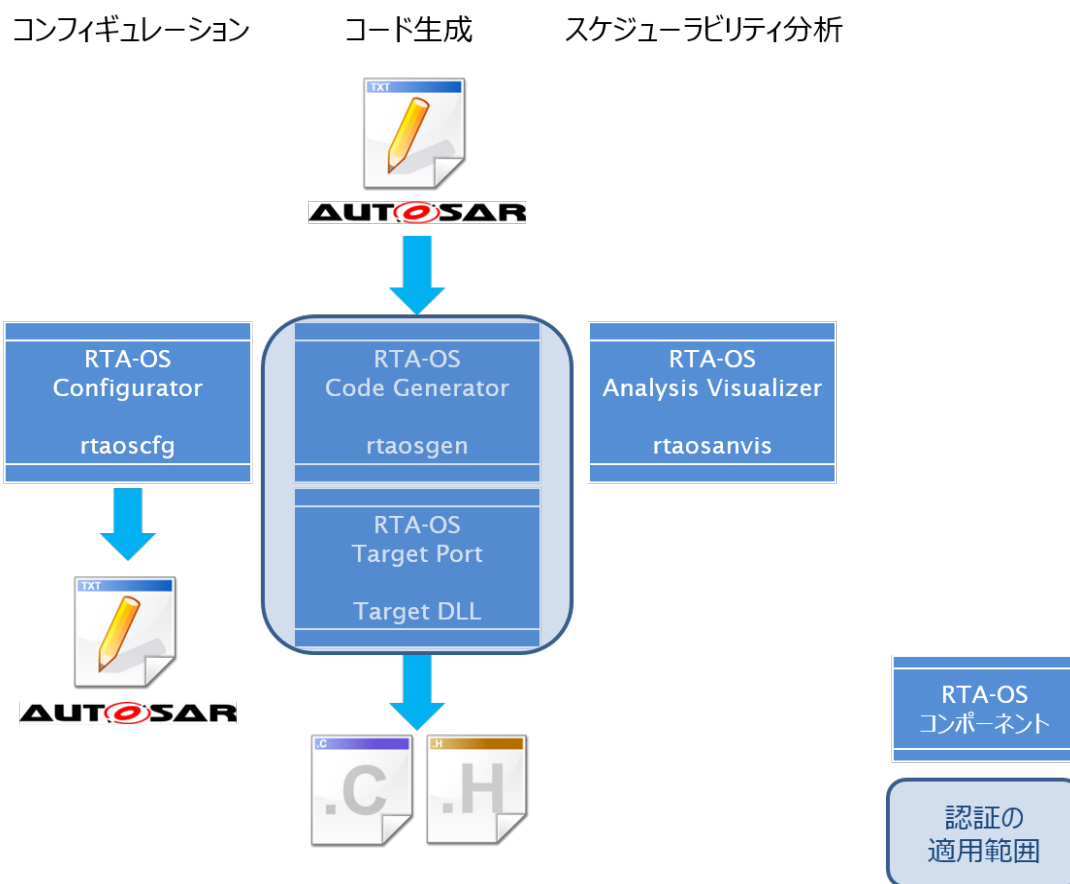 コンフィギュレーション
コード生成
スケジューラビリティ分析
TXT
AUTOSAR
RTA-OS
Configurator
rtaoscfg
RTA-OS
Code Generator
rtaosgen
RTA-OS
Analysis Visualizer
rtaosanvis
RTA-OS
Target Port
Target DLL
TXT
AUTOSAR
.C
.C
.H
.H
RTA-OS
コンポーネント
認証の
適用範囲